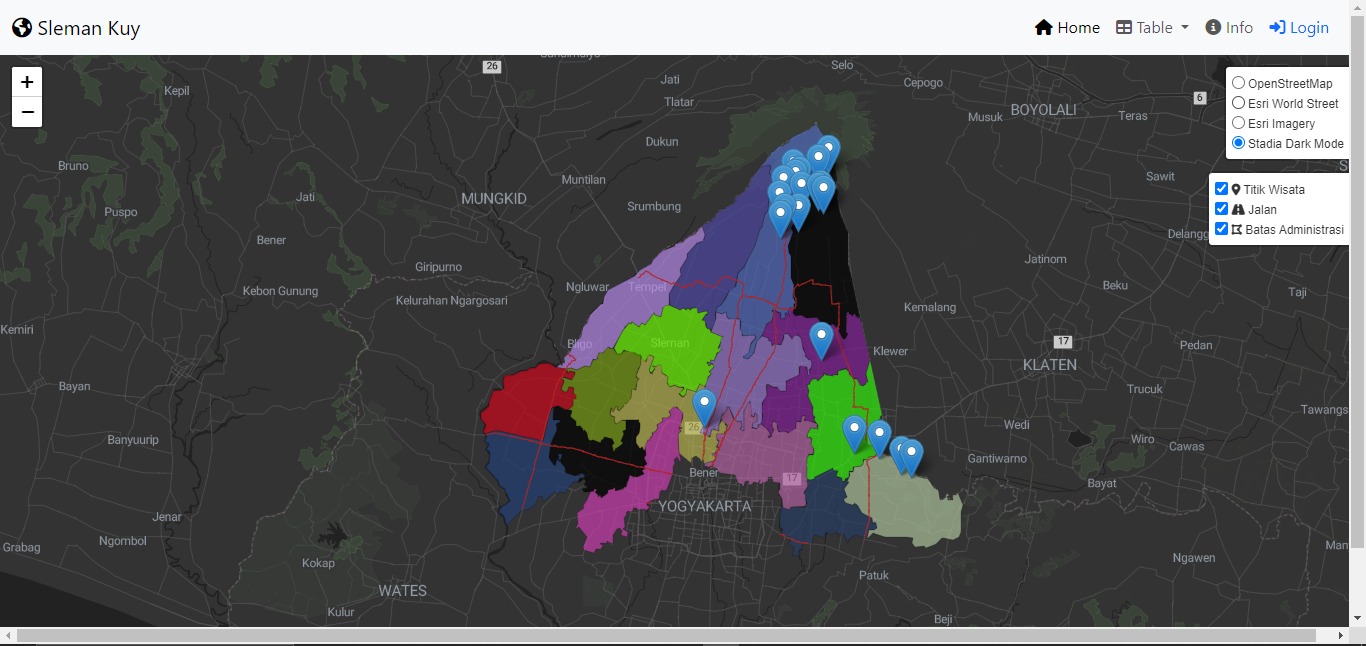 Sleman Kuy
Home Table Info Login
+
−
OpenStreetMap
Esri World Street
Esri Imagery
Stadia Dark Mode
Titik Wisata
Jalan
Batas Administrasi
26
Selo
Jati
Cepogo
Kepil
Tlatar
6
BOYOLALI
Musuk
Teras
Dukun
Bruno
Muntilan
Sawit
Jati
MUNGKID
Srumbung
Puspo
Bener
Delangg
Giripurno
Jatinom
Ngluwar
Tempel
Beku
Kebon Gunung
Taji
Kelurahan Ngargosari
Kemalang
Kemiri
Bligo
Sleman
17
Klewer
Pedan
KLATEN
Bayan
Trucuk
Tawangs
26
Wedi
Banyuurip
Wiro
Cawas
Gantiwarno
Bener
17
Bayat
YOGYAKARTA
Jenar
Ngombol
Grabag
Man
Ngawen
Kokap
Patuk
WATES
Kulur
Beji